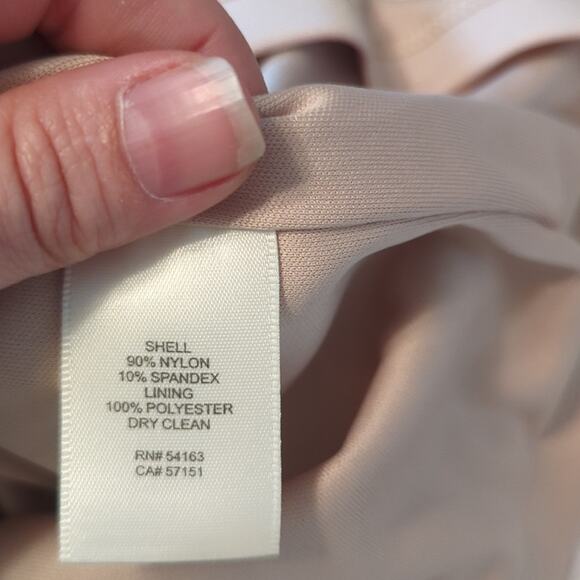 SHELL
90% NYLON
10% SPANDEX
LINING
100% POLYESTER
DRY CLEAN
RN# 54163
CA# 57151